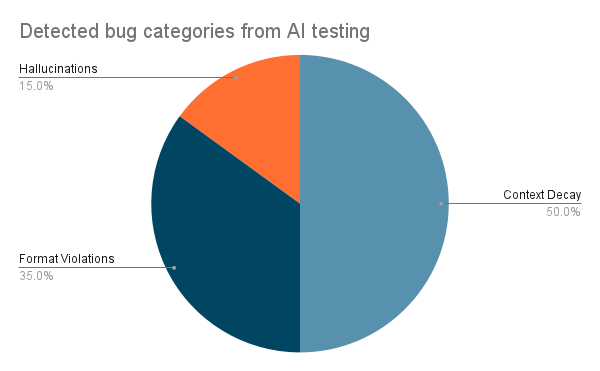 Detected bug categories from AI testing
Hallucinations
15.0%
Context Decay
50.0%
Format Violations
35.0%